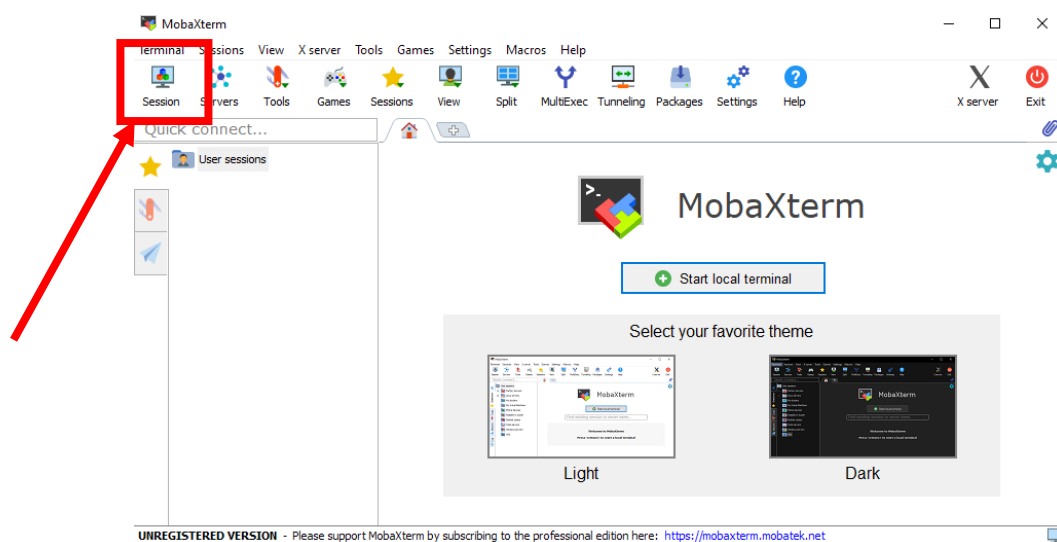 MobaXterm
Terminal Sessions View X server Tools Games Settings Macros Help
Session Servers Tools Games Sessions View Split MultiExec Tunneling Packages Settings Help X server Exit
Quick connect...
User sessions
>_
MobaXterm
Start local terminal
Select your favorite theme
MobaXterm
MobaXterm
Light Dark
UNREGISTERED VERSION - Please support MobaXterm by subscribing to the professional edition here: https://mobaxterm.mobatek.net